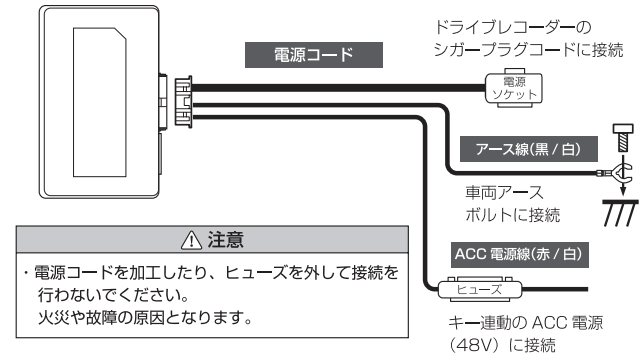 ドライブレコーダーの
シガープラグコードに接続
電源コード
電源
ソケット
アース線(黒/白)
車両アース
ボルトに接続
⚠ 注意
・電源コードを加工したり、ヒューズを外して接続を
行わないでください。
火災や故障の原因となります。
ACC 電源線(赤/白)
ヒューズ
キー連動の ACC 電源
(48V)に接続